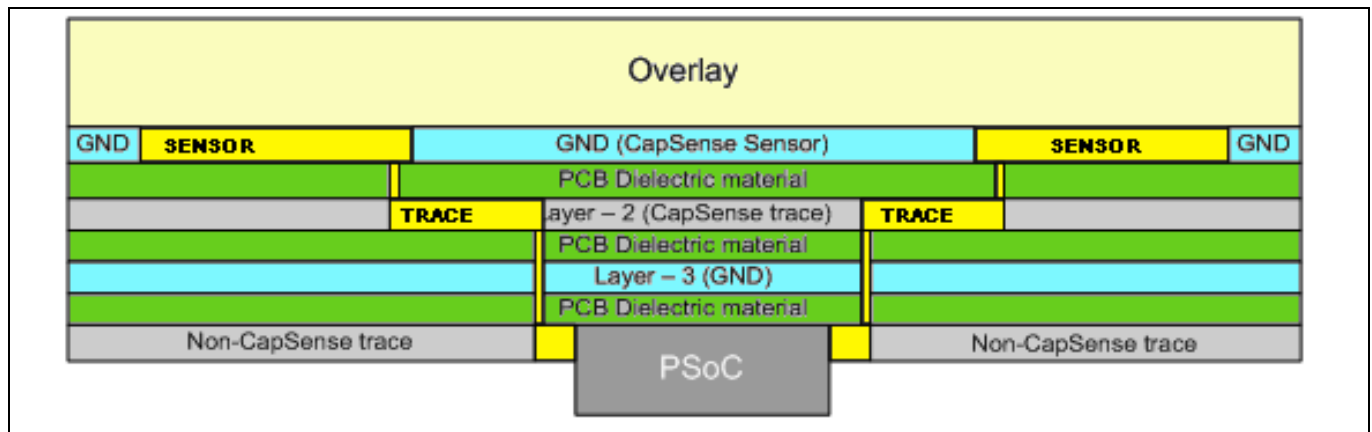 Overlay
GND SENSOR GND (CapSense Sensor) SENSOR GND
PCB Dielectric material
TRACE ayer – 2 (CapSense trace) TRACE
PCB Dielectric material
Layer – 3 (GND)
PCB Dielectric material
Non-CapSense trace Non-CapSense trace
PSoC